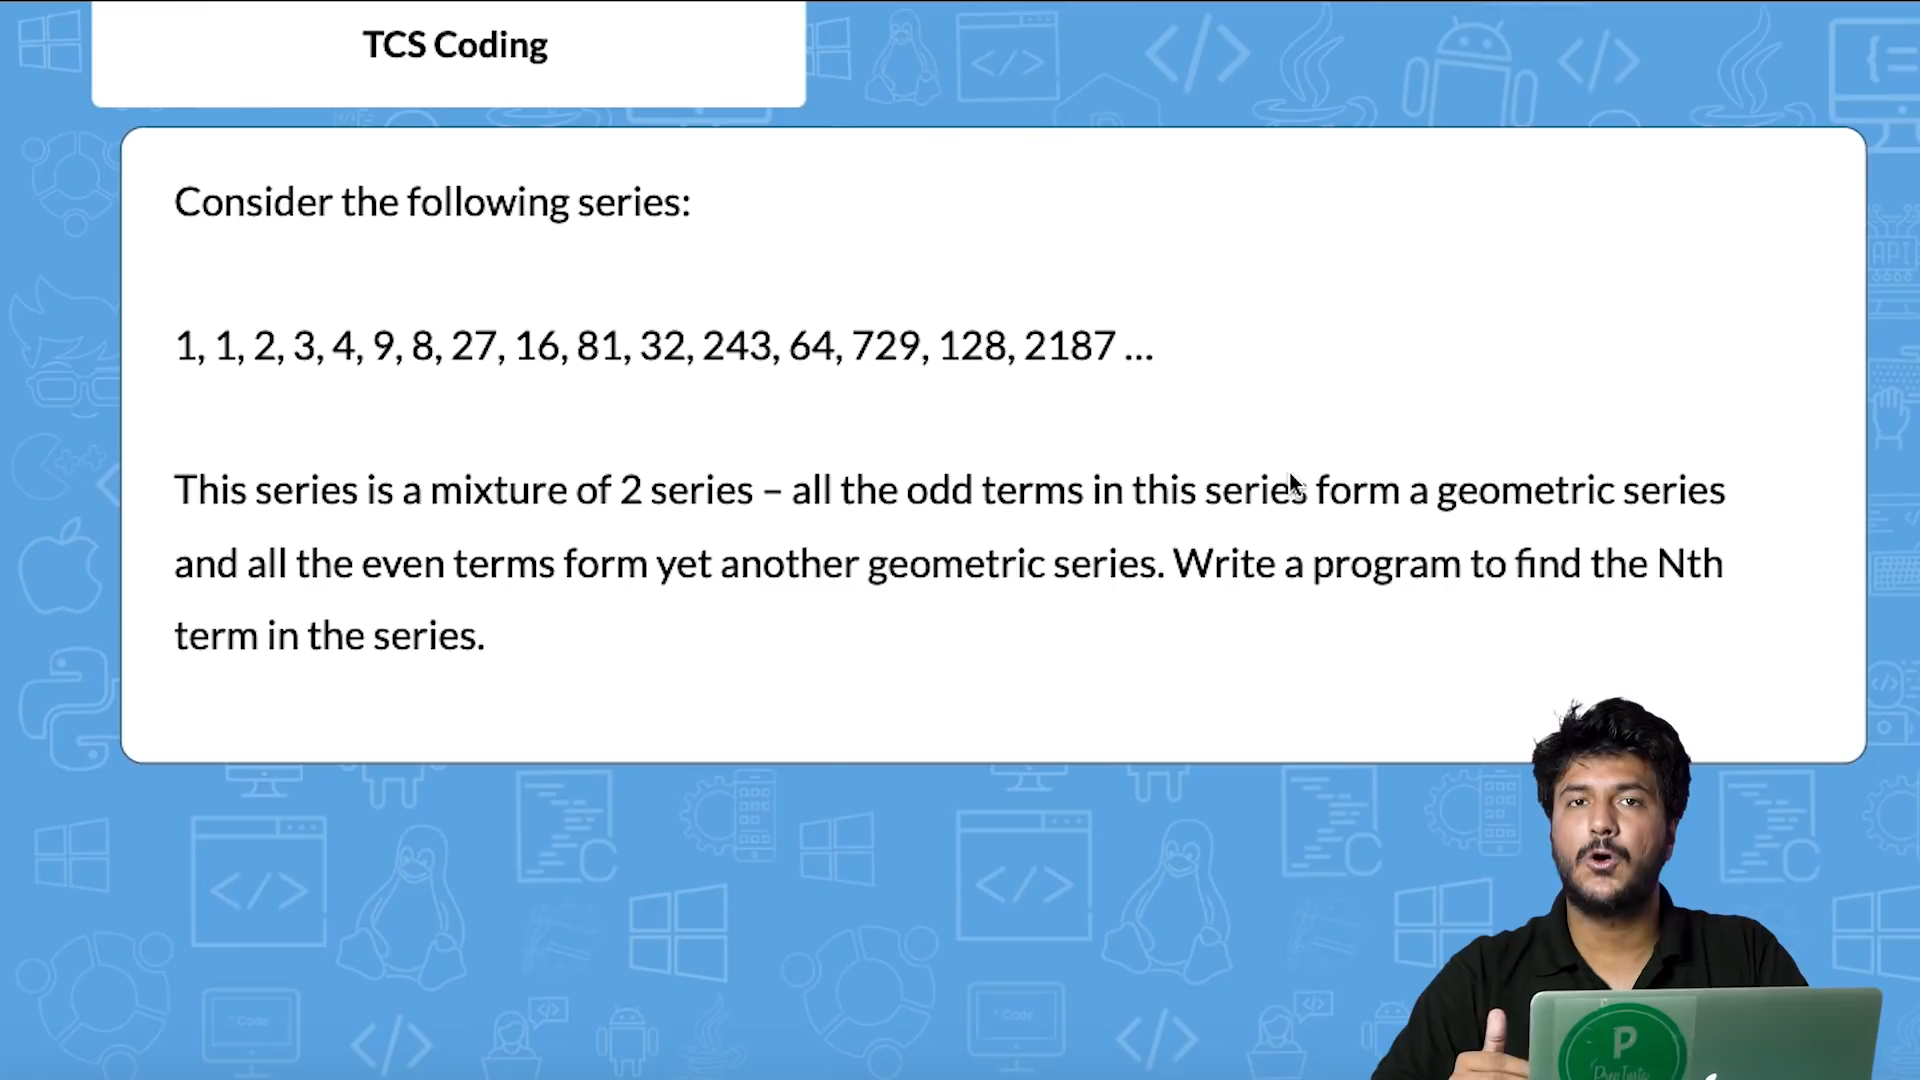 TCS Coding
Consider the following series:
1, 1, 2, 3, 4, 9, 8, 27, 16, 81, 32, 243, 64, 729, 128, 2187 ...
This series is a mixture of 2 series – all the odd terms in this series form a geometric series
and all the even terms form yet another geometric series. Write a program to find the Nth
term in the series.
P
PrepInsta